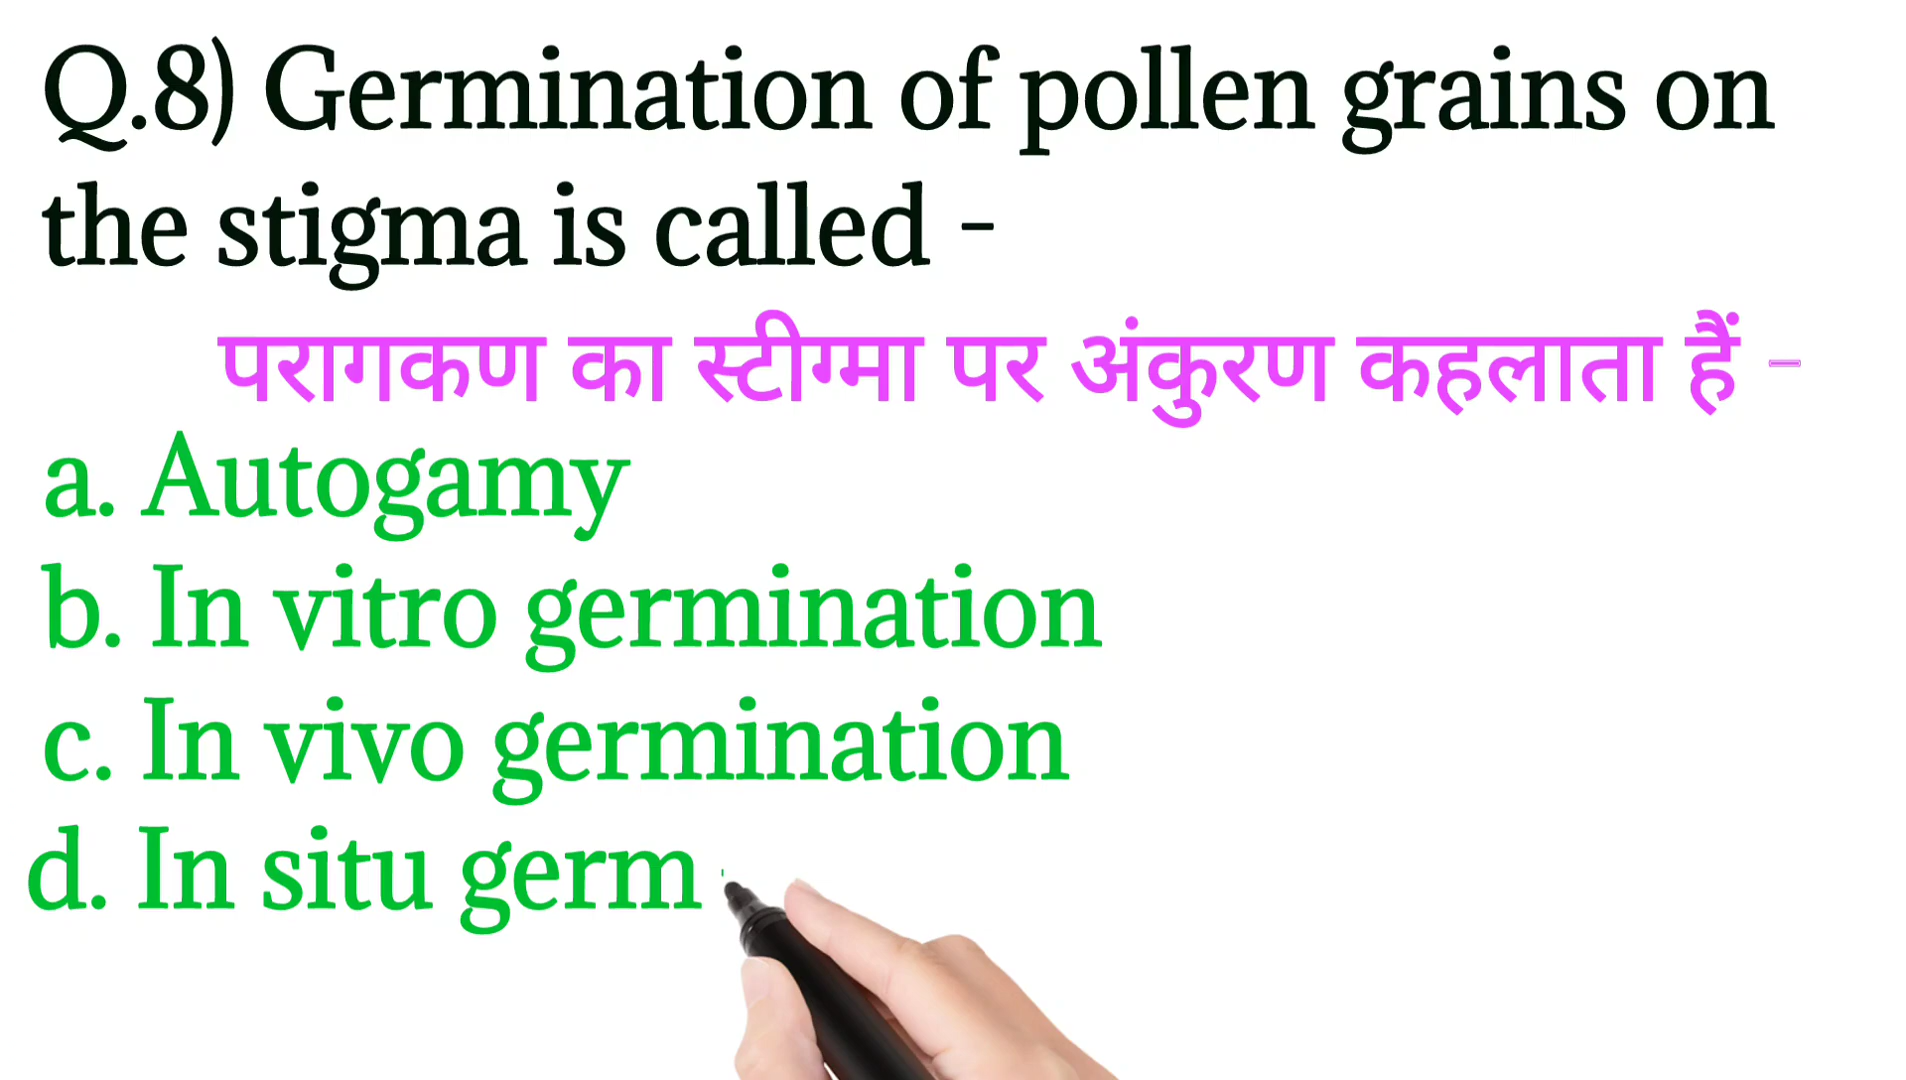 Q.8) Germination of pollen grains on
the stigma is called -
परागकण का स्टीग्मा पर अंकुरण कहलाता हैं -
a. Autogamy
b. In vitro germination
c. In vivo germination
d. In situ germ